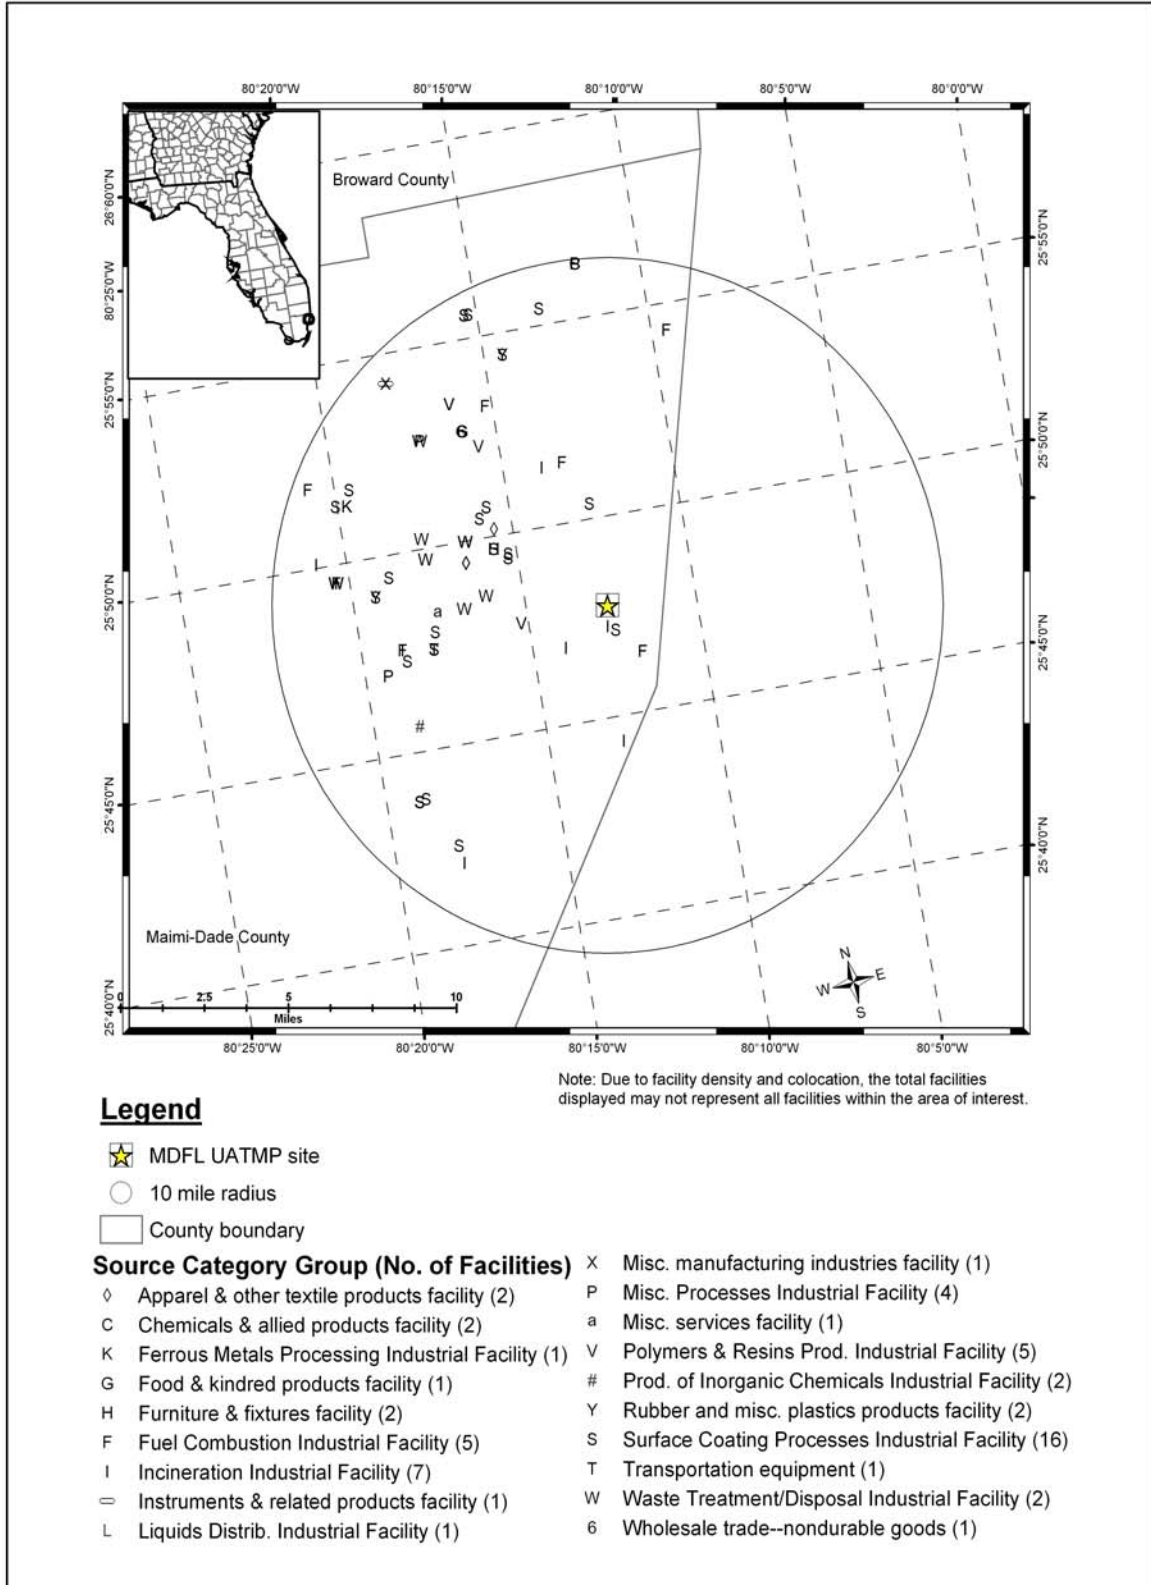 80°20'0"W 80°15'0"W 80°10'0"W 80°5'0"W 80°0'0"W
Broward County
26°60'0"N
25°55'0"N
80°25'0"W
B
S
SS
F
X
V
F
6
W
V
I
F
F
S
S
SK
S
S
W
W
S
W
I
S
W
a
W
V
S
I
S
I
F
S
S
P
#
I
S
S
S
I
25°55'0"N
25°50'0"N
25°50'0"N
25°45'0"N
25°45'0"N
25°40'0"N
25°40'0"N
Maimi-Dade County
0 2.5 5 10
Miles
N
W E
S
80°25'0"W 80°20'0"W 80°15'0"W 80°10'0"W 80°5'0"W
Note: Due to facility density and colocation, the total facilities
displayed may not represent all facilities within the area of interest.
Legend
MDFL UATMP site
10 mile radius
County boundary
Source Category Group (No. of Facilities)
◊ Apparel & other textile products facility (2)
C Chemicals & allied products facility (2)
K Ferrous Metals Processing Industrial Facility (1)
G Food & kindred products facility (1)
H Furniture & fixtures facility (2)
F Fuel Combustion Industrial Facility (5)
I Incineration Industrial Facility (7)
Instruments & related products facility (1)
L Liquids Distrib. Industrial Facility (1)
X Misc. manufacturing industries facility (1)
P Misc. Processes Industrial Facility (4)
a Misc. services facility (1)
V Polymers & Resins Prod. Industrial Facility (5)
# Prod. of Inorganic Chemicals Industrial Facility (2)
Y Rubber and misc. plastics products facility (2)
S Surface Coating Processes Industrial Facility (16)
T Transportation equipment (1)
W Waste Treatment/Disposal Industrial Facility (2)
6 Wholesale trade--nondurable goods (1)